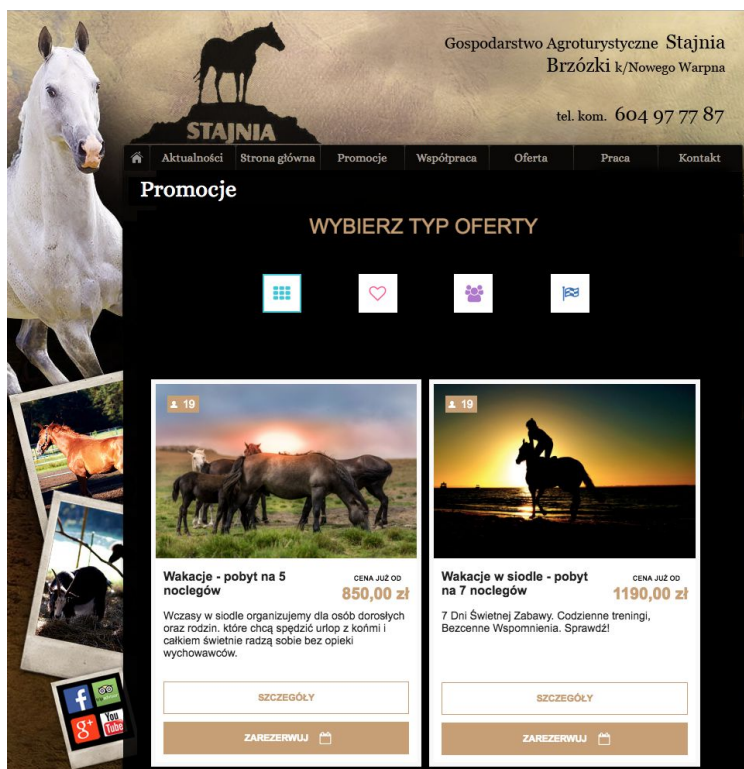 Gospodarstwo Agroturystyczne Stajnia
Brzózki k/Nowego Warpna
tel. kom. 604 97 77 87
STAJNIA
Aktualności Strona główna Promocje Współpraca Oferta Praca Kontakt
Promocje
WYBIERZ TYP OFERTY
19
19
Wakacje - pobyt na 5
noclegów
CENA JUŻ OD
850,00 zł
Wczasy w siodle organizujemy dla osób dorosłych
oraz rodzin. które chcą spędzić urlop z końmi i
całkiem świetnie radzą sobie bez opieki
wychowawców.
SZCZEGÓŁY
ZAREZERWUJ
Wakacje w siodle - pobyt
na 7 noclegów
CENA JUŻ OD
1190,00 zł
7 Dni Świetnej Zabawy. Codzienne treningi,
Bezcenne Wspomnienia. Sprawdź!
SZCZEGÓŁY
ZAREZERWUJ
f
g+
You
Tube